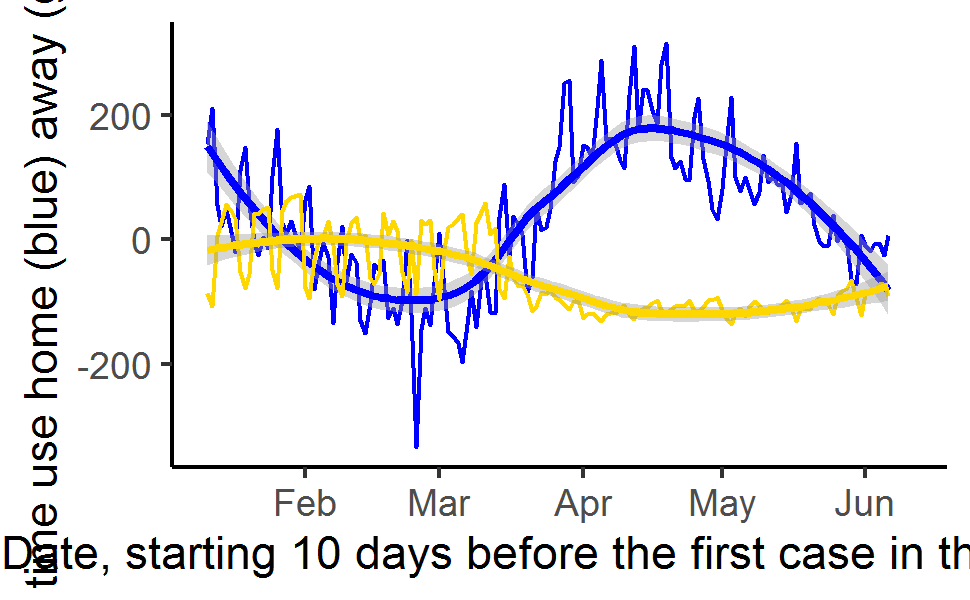 time use home (blue) away (
200
0
-200
Feb Mar Apr May Jun
Date, starting 10 days before the first case in th